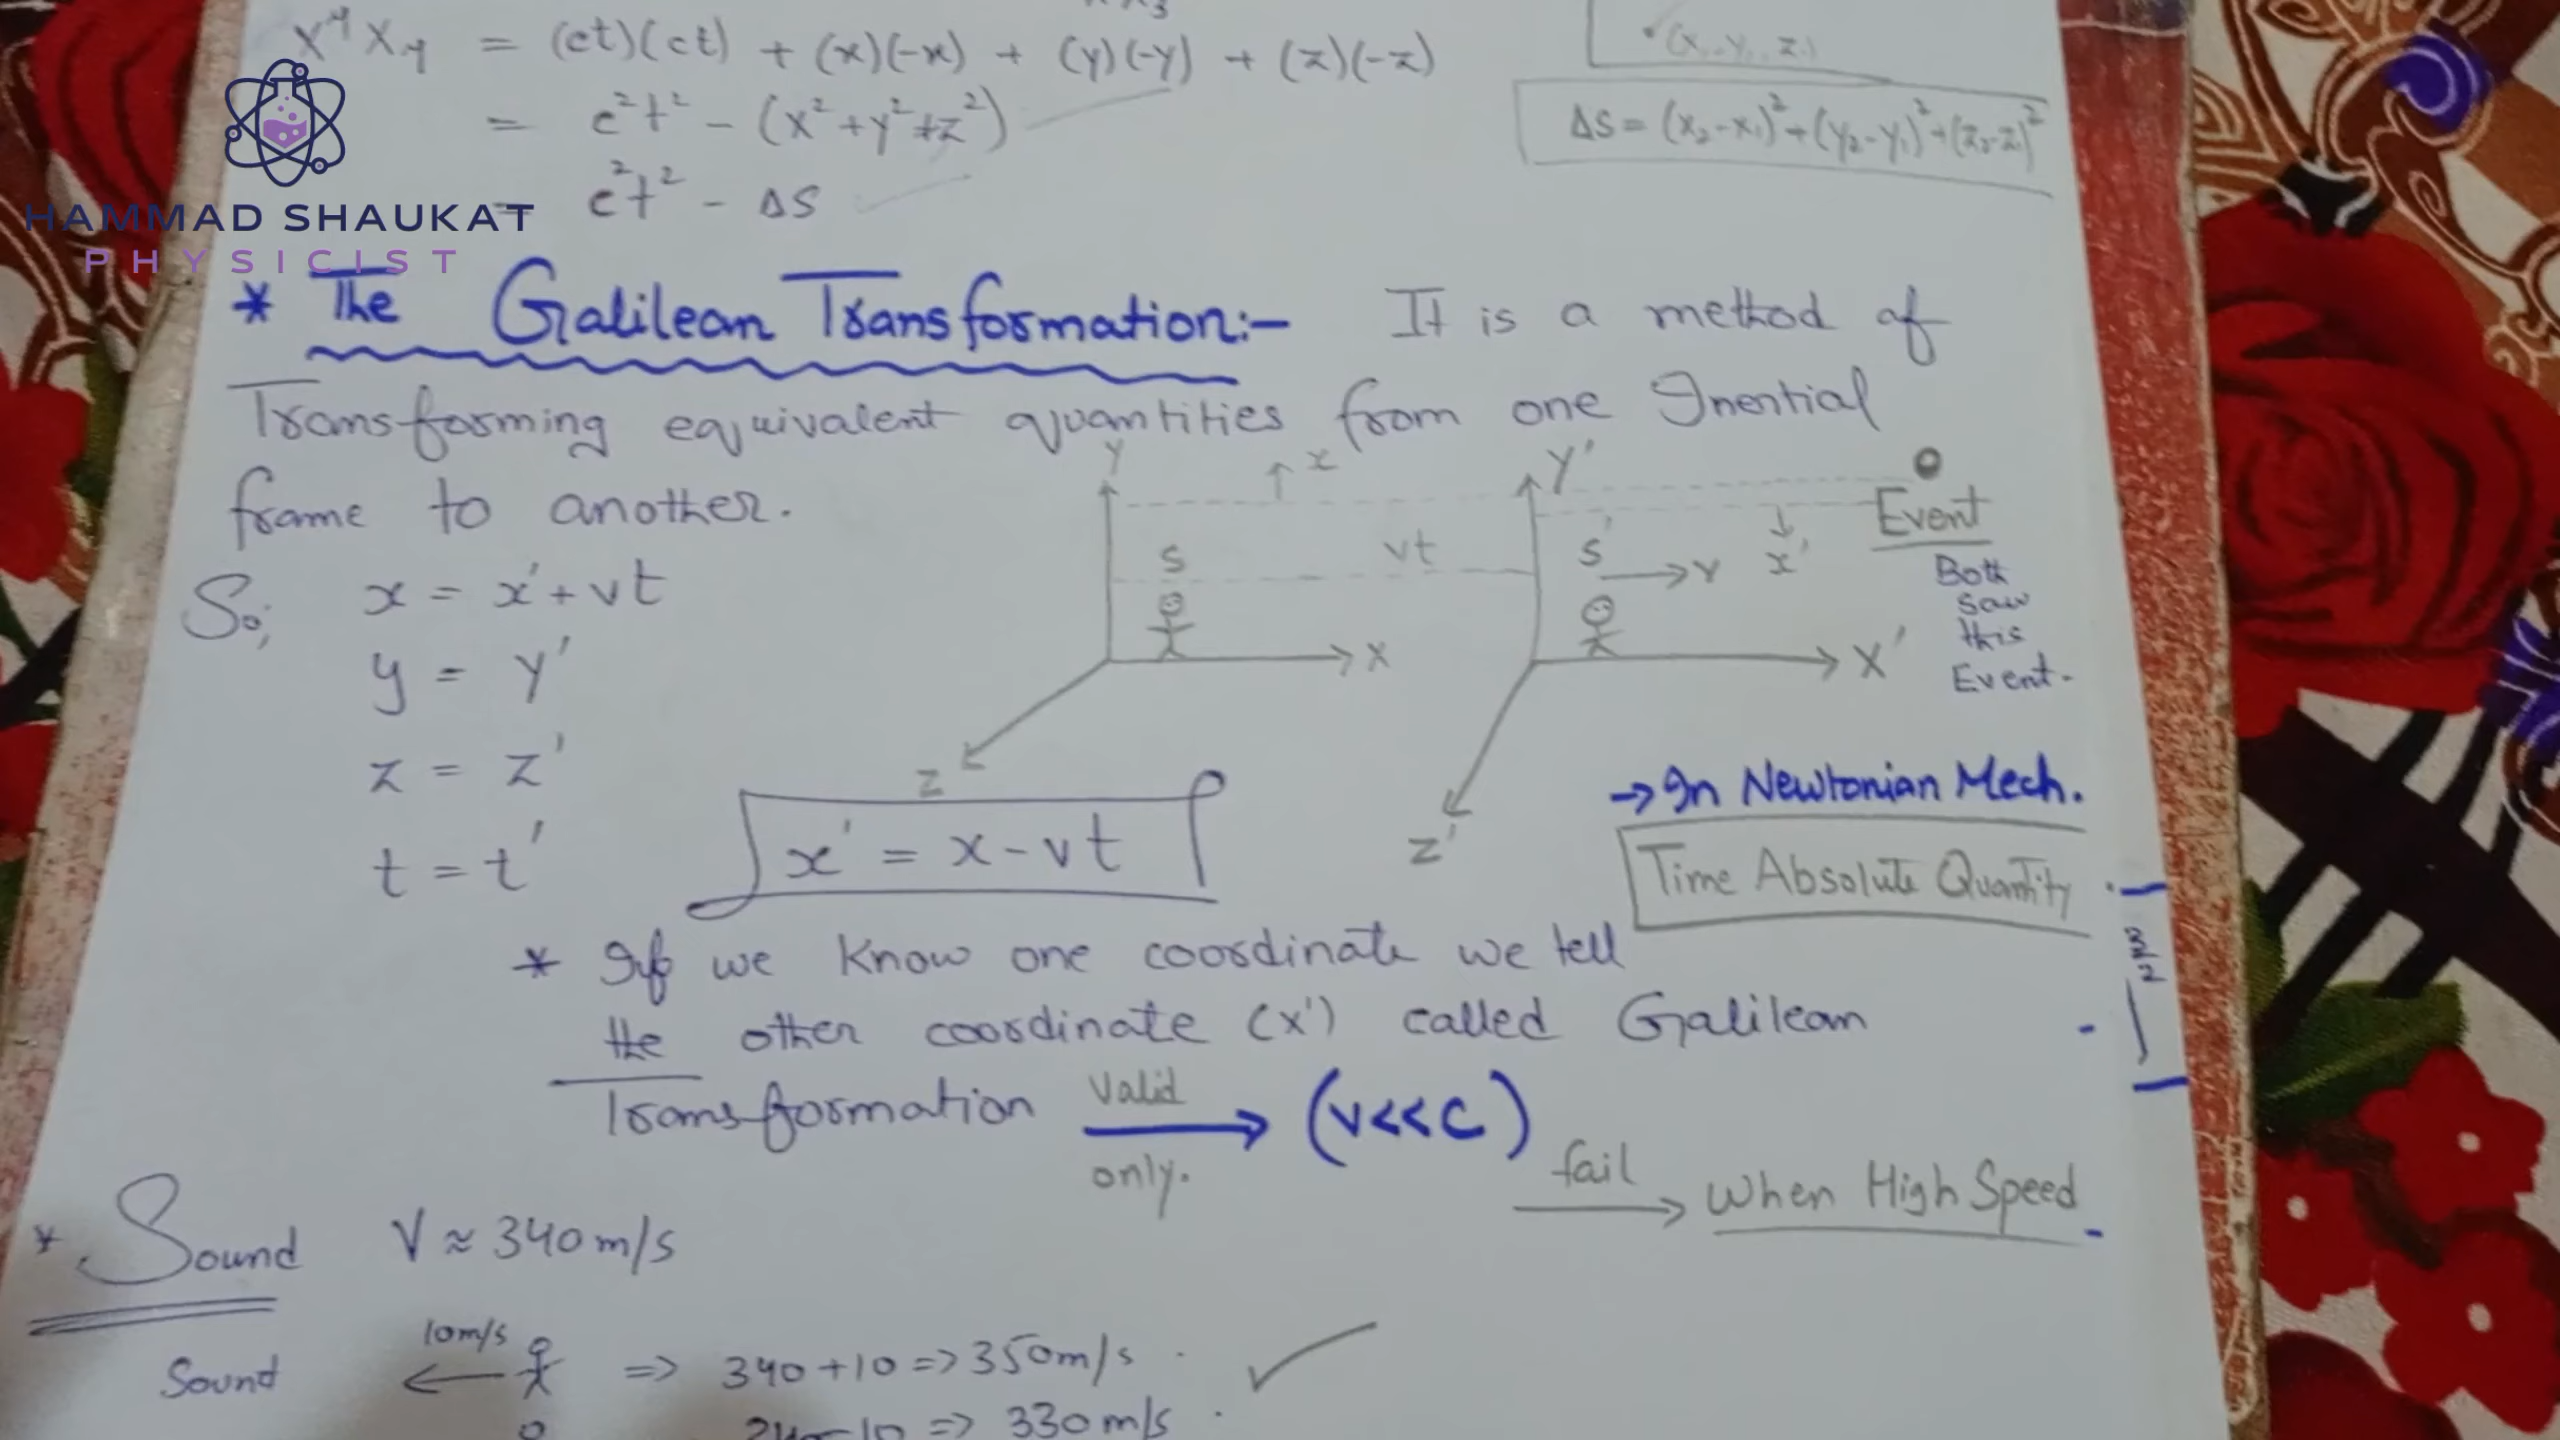 = (ct)(ct) + (x)(-x) + (y)(-y) + (z)(-z)
= c²t² - (x²+y²+z²)
c²t² - ΔS
ΔS = (x₂-x₁)²+(y₂-y₁)²+(z₂-z₁)²
HAMMAD SHAUKAT
PHYSICIST
* The Galilean Transformation:- It is a method of
Transforming equivalent quantities from one Inertial
frame to another.
So; x = x'+ vt
y = y'
z = z'
t = t'
Y
x
S
vt
X
Z
Y'
S'
V
x'
X'
Z'
Event
Both
saw
this
Event.
x' = x - vt
→ In Newtonian Mech.
Time Absolute Quantity
* If we know one coordinate we tell
the other coordinate (x') called Galilean
Transformation valid only. → (v<<c)
fail → When High Speed
* Sound V ≈ 340 m/s
Sound ← 10m/s => 340 + 10 => 350m/s.
=> 330 m/s.